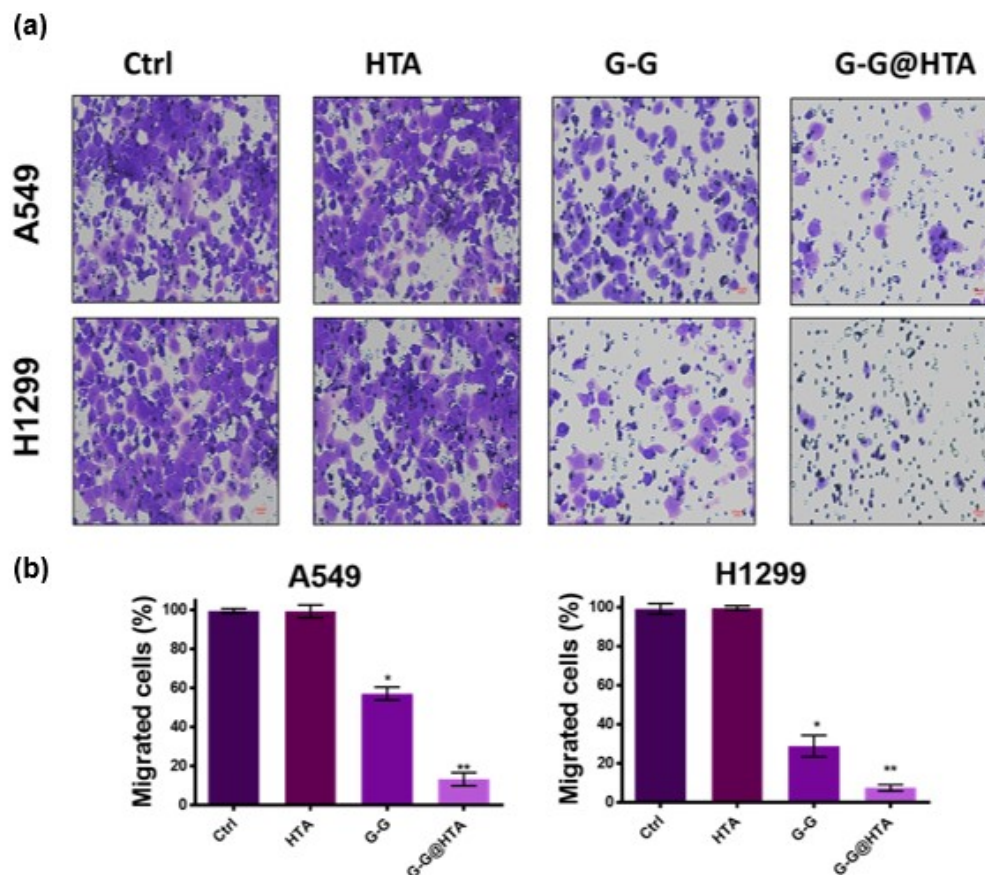 (a)
Ctrl HTA G-G G-G@HTA
A549
H1299
(b)
A549
Migrated cells (%)
100
80
60
40
20
0
*
**
Ctrl HTA G-G G-G@HTA
H1299
Migrated cells (%)
100
80
60
40
20
0
*
**
Ctrl HTA G-G G-G@HTA